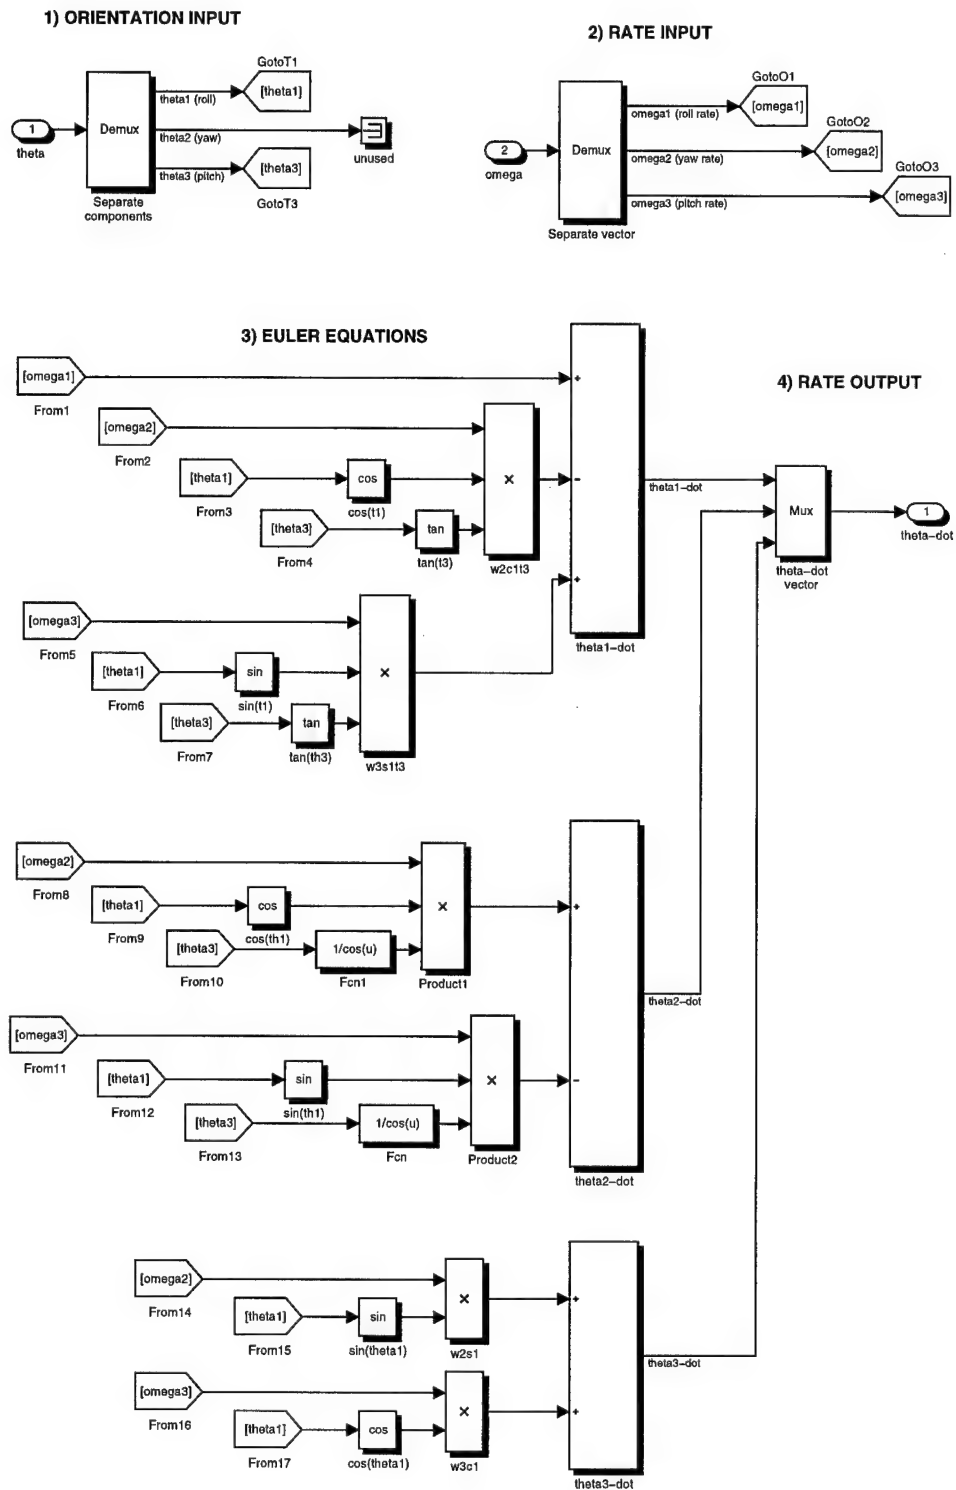 1) ORIENTATION INPUT
GotoT1
[theta1]
theta1 (roll)
1
theta
Demux
theta2 (yaw)
unused
theta3 (pitch)
[theta3]
GotoT3
Separate
components
2) RATE INPUT
GotoO1
[omega1]
omega1 (roll rate)
GotoO2
2
omega
Demux
[omega2]
omega2 (yaw rate)
GotoO3
[omega3]
omega3 (pitch rate)
Separate vector
3) EULER EQUATIONS
[omega1]
From1
+
[omega2]
From2
[theta1]
From3
cos
cos(t1)
×
-
[theta3]
From4
tan
tan(t3)
w2c1t3
+
theta1-dot
theta1-dot
[omega3]
From5
[theta1]
From6
sin
sin(t1)
×
[theta3]
From7
tan
tan(th3)
w3s1t3
4) RATE OUTPUT
Mux
theta-dot
vector
1
theta-dot
[omega2]
From8
[theta1]
From9
cos
cos(th1)
×
+
[theta3]
From10
1/cos(u)
Fcn1
Product1
theta2-dot
[omega3]
From11
[theta1]
From12
sin
sin(th1)
×
-
[theta3]
From13
1/cos(u)
Fcn
Product2
theta2-dot
[omega2]
From14
×
+
[theta1]
From15
sin
sin(theta1)
w2s1
theta3-dot
[omega3]
From16
×
+
[theta1]
From17
cos
cos(theta1)
w3c1
theta3-dot